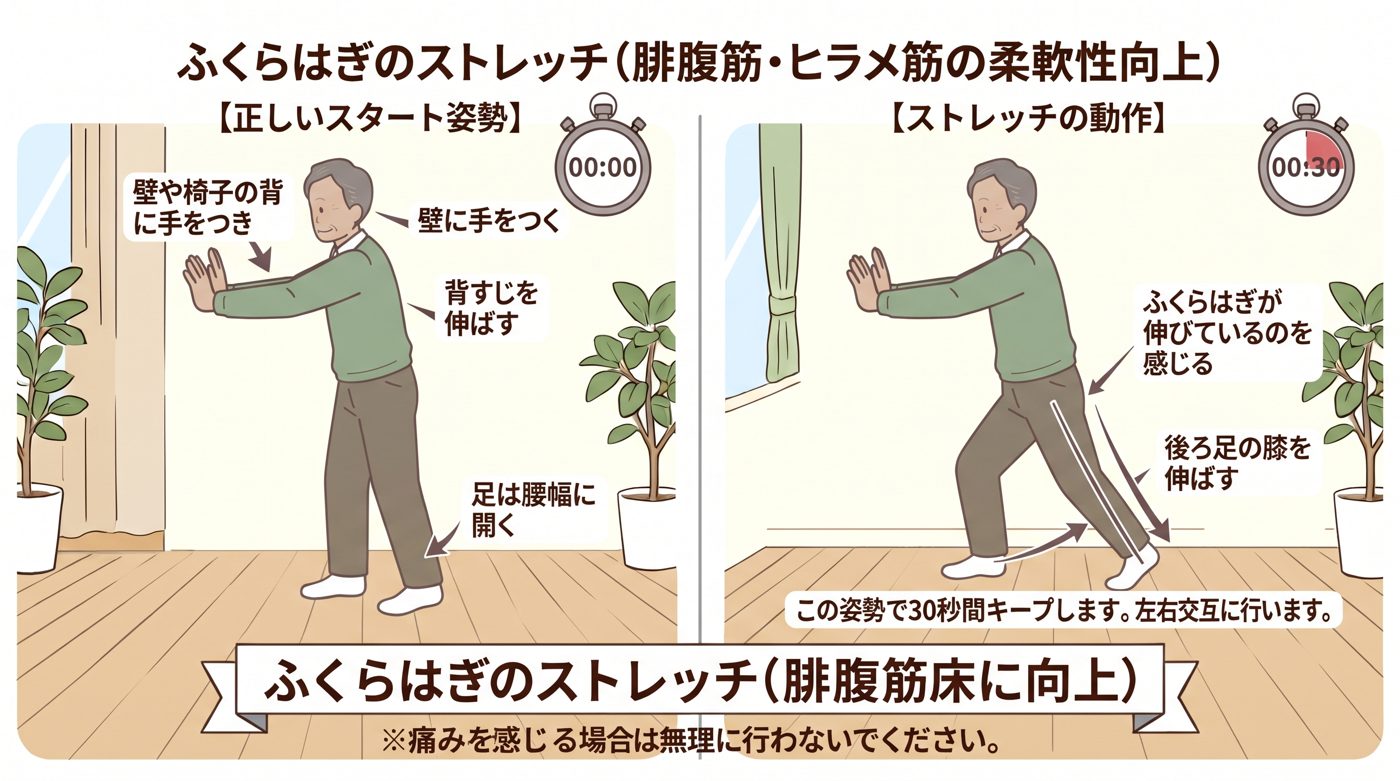 ふくらはぎのストレッチ（腓腹筋・ヒラメ筋の柔軟性向上）
【正しいスタート姿勢】
00:00
壁や椅子の背
に手をつき
壁に手をつく
背すじを
伸ばす
足は腰幅に
開く
【ストレッチの動作】
00:30
ふくらはぎが
伸びているのを
感じる
後ろ足の膝を
伸ばす
この姿勢で30秒間キープします。左右交互に行います。
ふくらはぎのストレッチ（腓腹筋床に向上）
※痛みを感じる場合は無理に行わないでください。